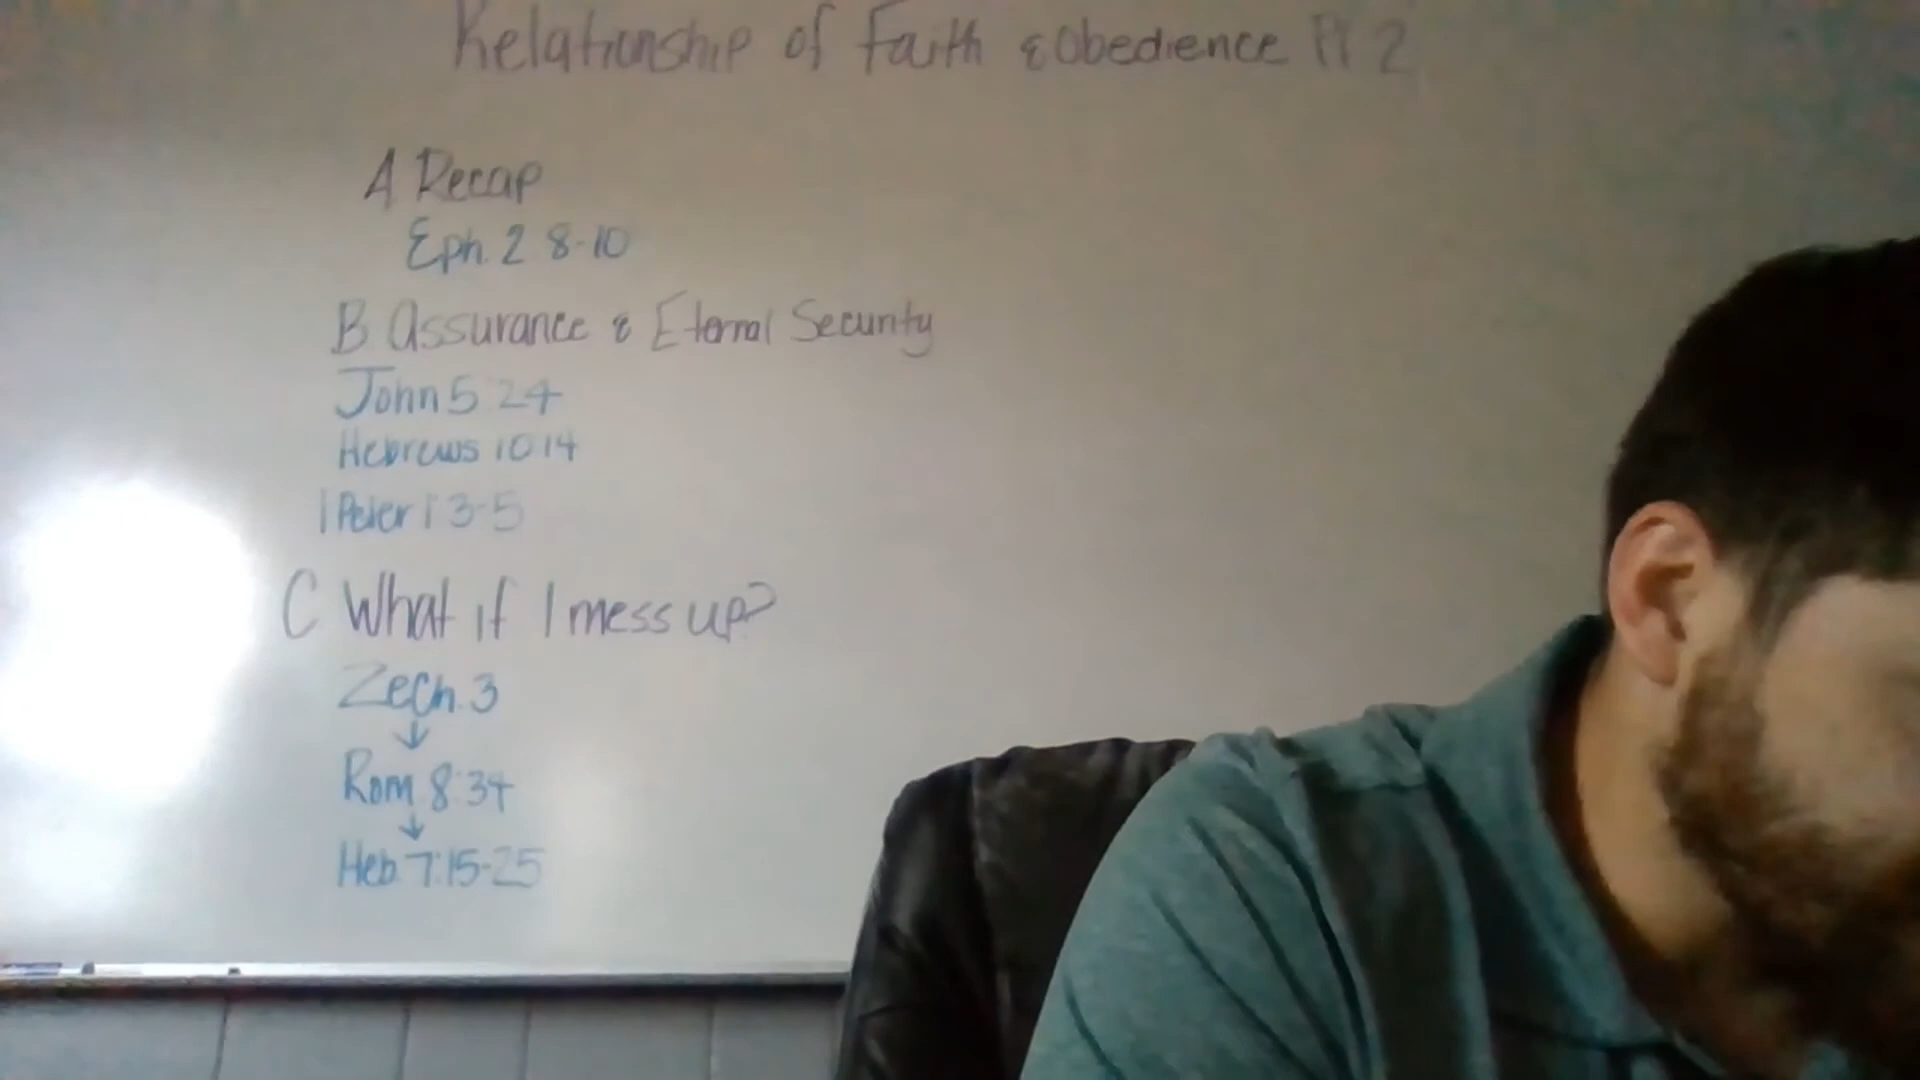 Relationship of Faith & Obedience Pt 2
A Recap
Eph. 2 8-10
B Assurance & Eternal Security
John 5 24
Hebrews 10 14
1 Peter 1 3-5
C What if I mess up?
Zech. 3
↓
Rom 8:34
↓
Heb 7:15-25